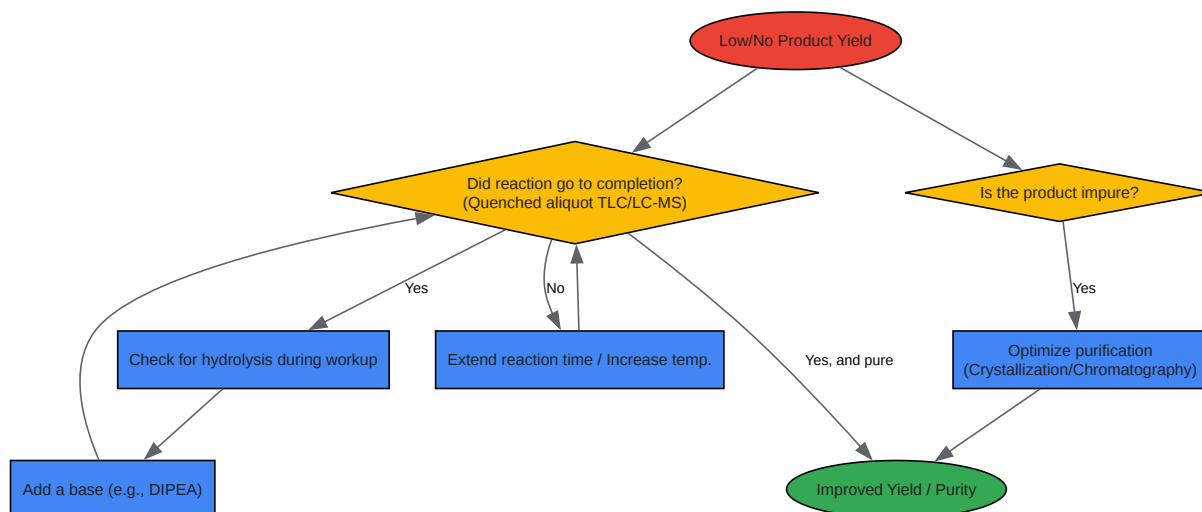 Low/No Product Yield
Did reaction go to completion?
(Quenched aliquot TLC/LC-MS)
Is the product impure?
Yes
No
Yes
Check for hydrolysis during workup
Extend reaction time / Increase temp.
Yes, and pure
Optimize purification
(Crystallization/Chromatography)
Add a base (e.g., DIPEA)
Improved Yield / Purity